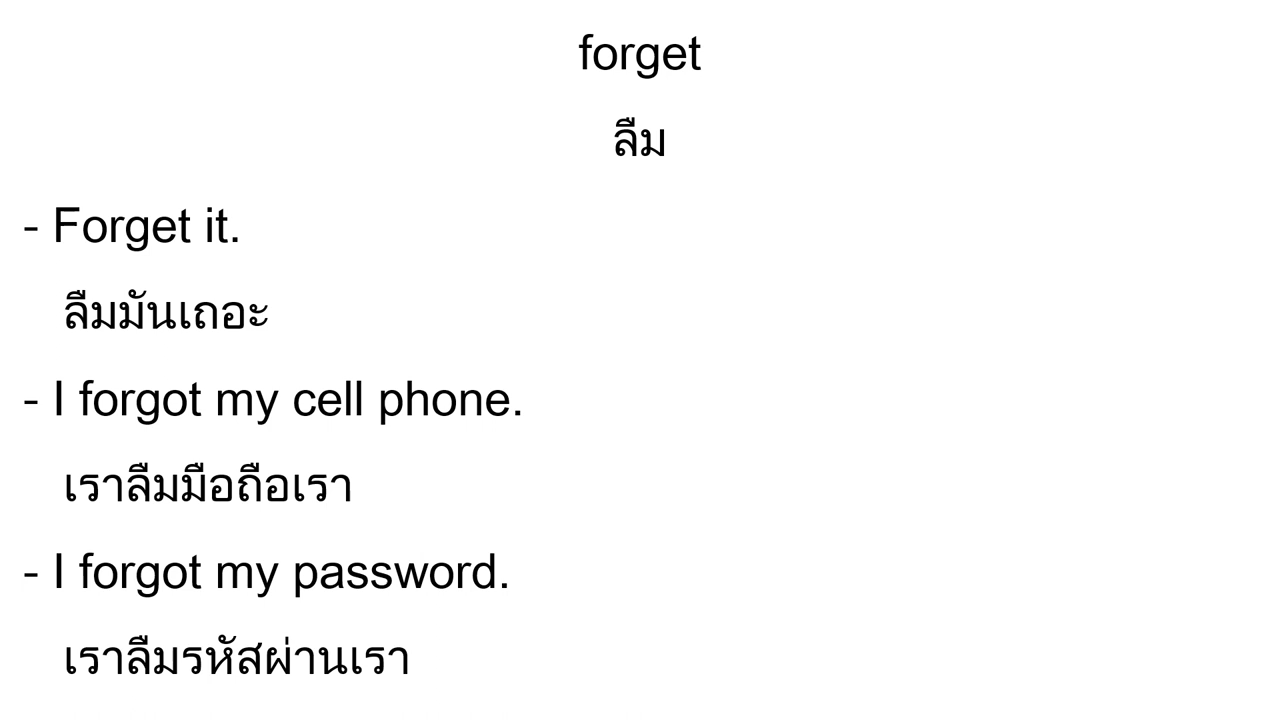 forget
ลืม
- Forget it.
ลืมมันเถอะ
- I forgot my cell phone.
เราลืมมือถือเรา
- I forgot my password.
เราลืมรหัสผ่านเรา